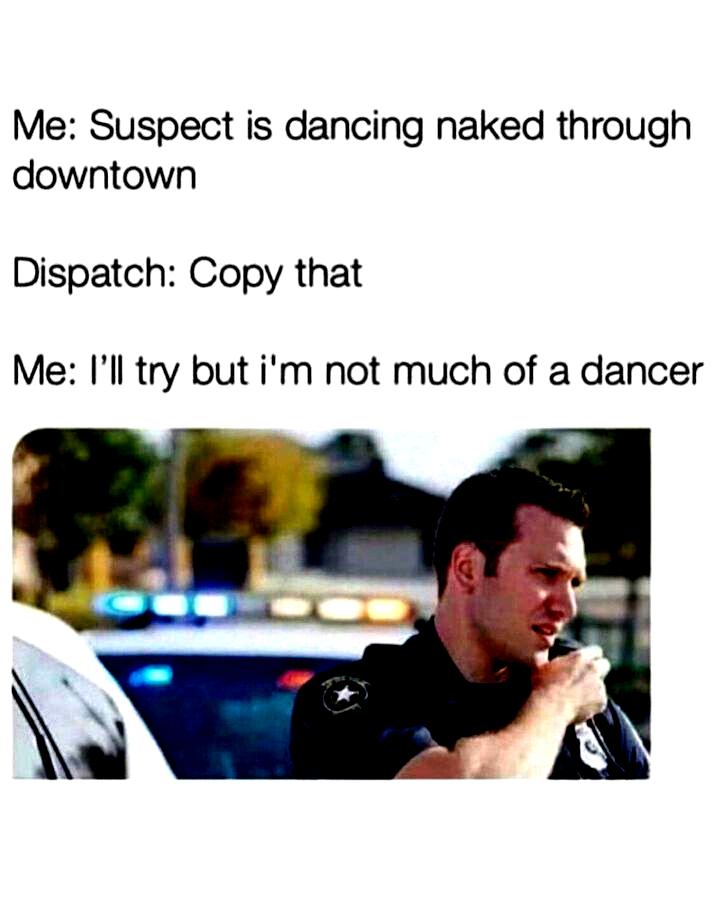 Me: Suspect is dancing naked through
downtown
Dispatch: Copy that
Me: I'll try but i'm not much of a dancer